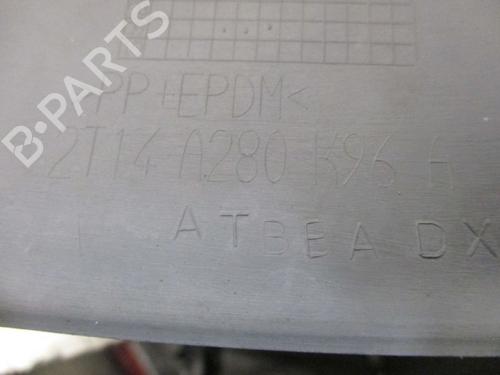 B-PARTS
>PP+EPDM<
2T14 A280 K96 A
ATBEA DX